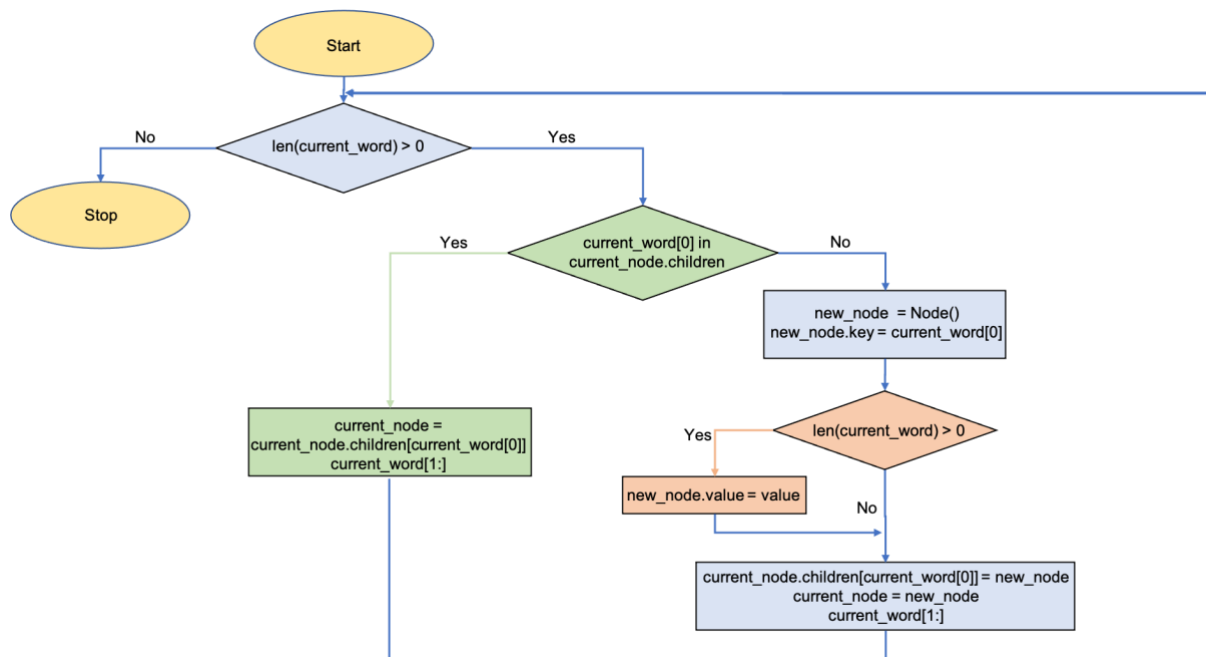 Start
len(current_word) > 0
No
Yes
Stop
current_word[0] in
current_node.children
Yes
No
new_node = Node()
new_node.key = current_word[0]
current_node =
current_node.children[current_word[0]]
current_word[1:]
len(current_word) > 0
Yes
new_node.value = value
No
current_node.children[current_word[0]] = new_node
current_node = new_node
current_word[1:]